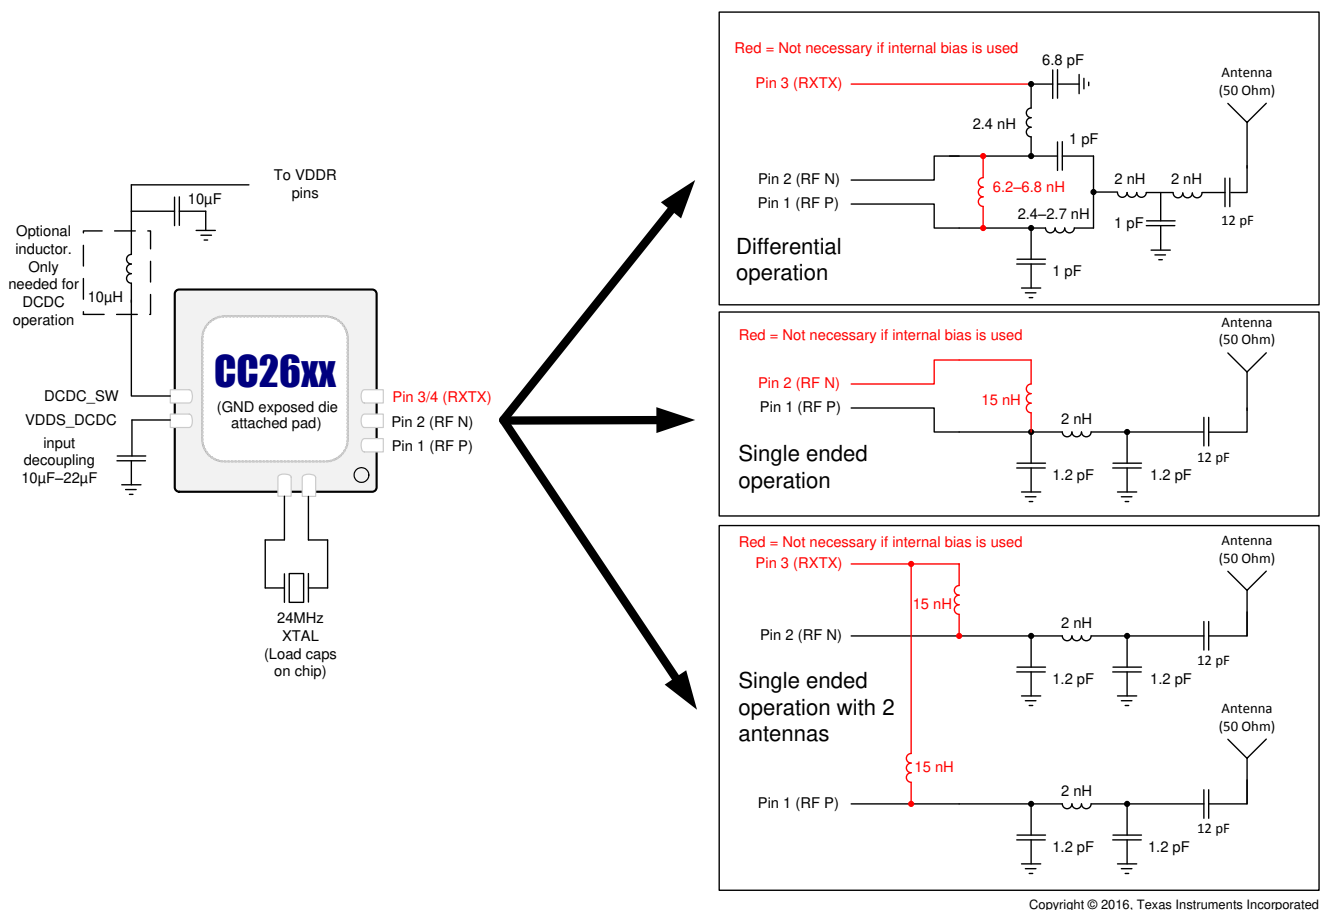 To VDDR
pins
10µF
Optional
inductor.
Only
needed for
DCDC
operation
10µH
CC26xx
(GND exposed die
attached pad)
DCDC_SW
VDDS_DCDC
input
decoupling
10µF–22µF
Pin 3/4 (RXTX)
Pin 2 (RF N)
Pin 1 (RF P)
24MHz
XTAL
(Load caps
on chip)
Red = Not necessary if internal bias is used
Pin 3 (RXTX)
6.8 pF
Antenna
(50 Ohm)
2.4 nH
1 pF
Pin 2 (RF N)
6.2–6.8 nH
2 nH
2 nH
Pin 1 (RF P)
2.4–2.7 nH
1 pF
12 pF
Differential
operation
1 pF
Red = Not necessary if internal bias is used
Antenna
(50 Ohm)
Pin 2 (RF N)
15 nH
Pin 1 (RF P)
2 nH
12 pF
Single ended
operation
1.2 pF
1.2 pF
Red = Not necessary if internal bias is used
Antenna
(50 Ohm)
Pin 3 (RXTX)
15 nH
Pin 2 (RF N)
2 nH
12 pF
1.2 pF
1.2 pF
Single ended
operation with 2
antennas
Antenna
(50 Ohm)
15 nH
Pin 1 (RF P)
2 nH
12 pF
1.2 pF
1.2 pF
Copyright © 2016, Texas Instruments Incorporated